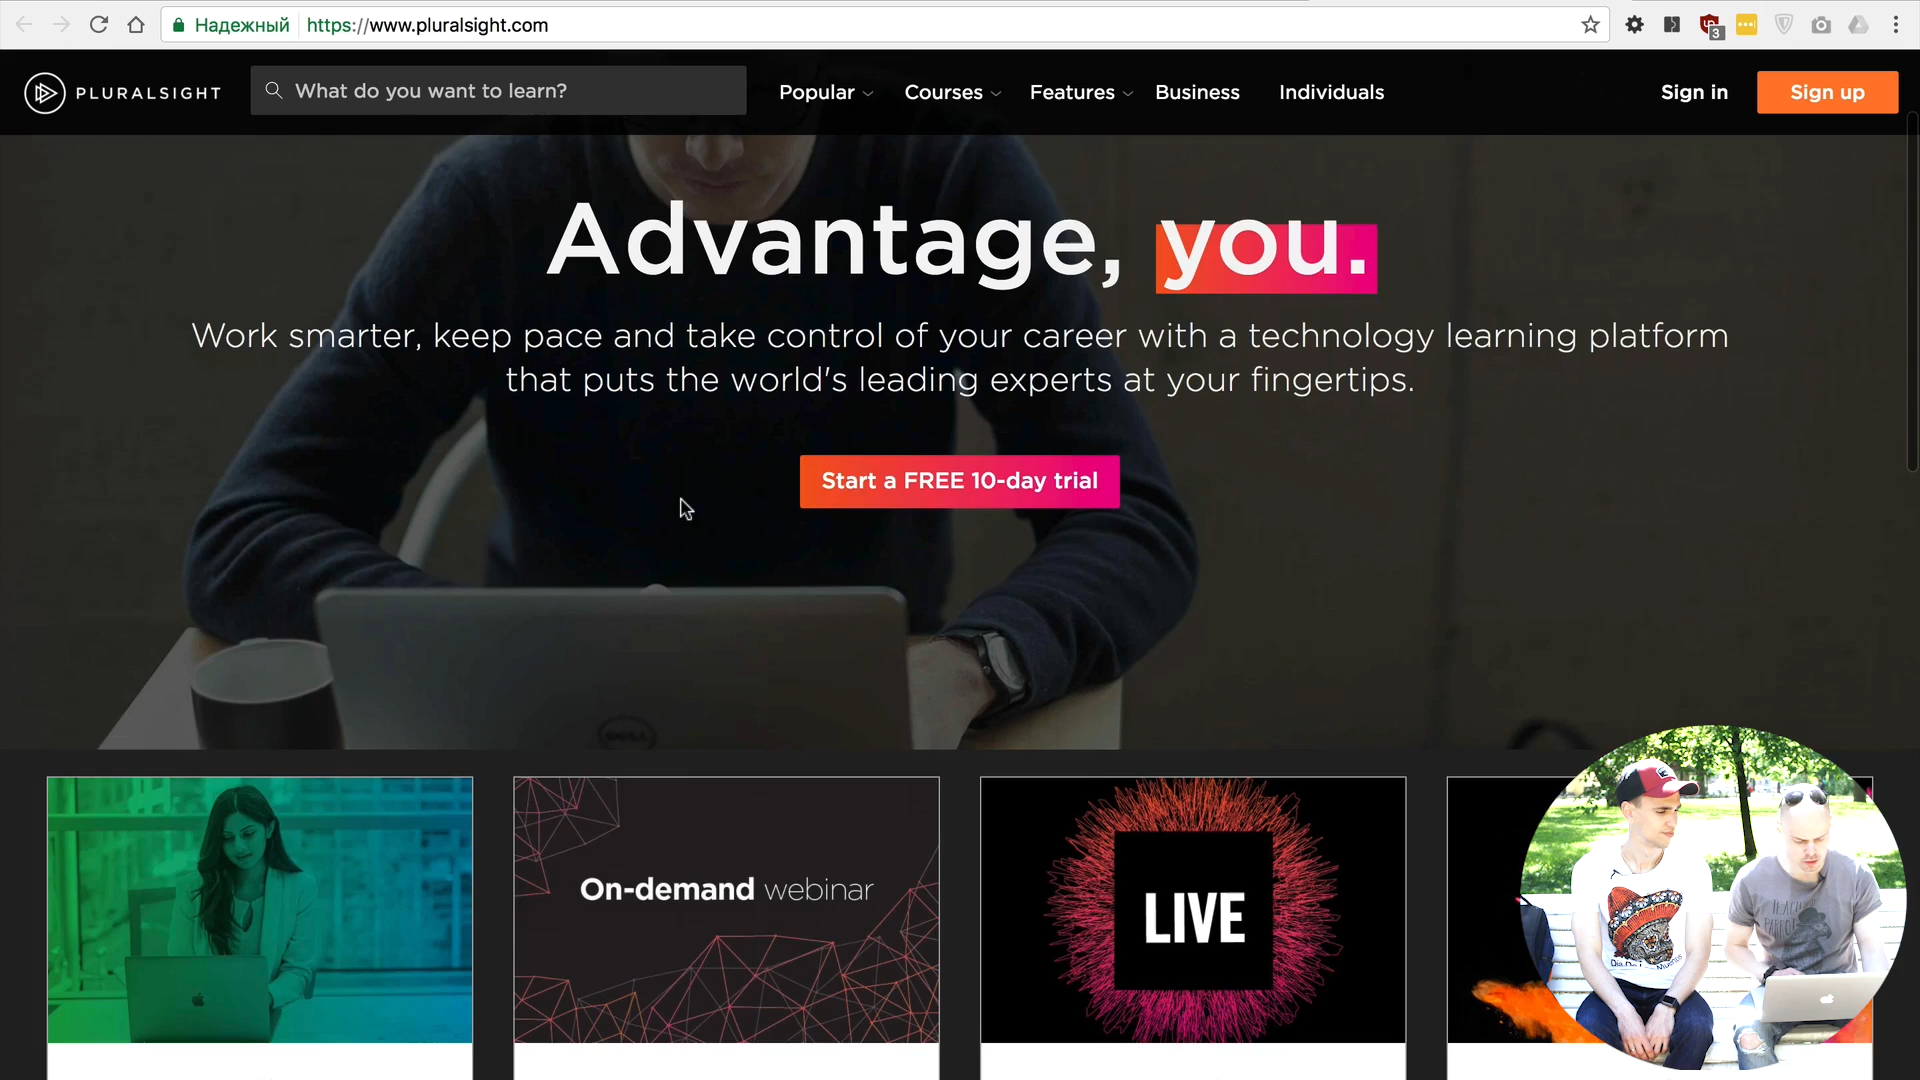 Надежный
https://www.pluralsight.com
3
PLURALSIGHT
What do you want to learn?
Popular
Courses
Features
Business
Individuals
Sign in
Sign up
Advantage, you.
Work smarter, keep pace and take control of your career with a technology learning platform
that puts the world's leading experts at your fingertips.
Start a FREE 10-day trial
DELL
On-demand webinar
LIVE